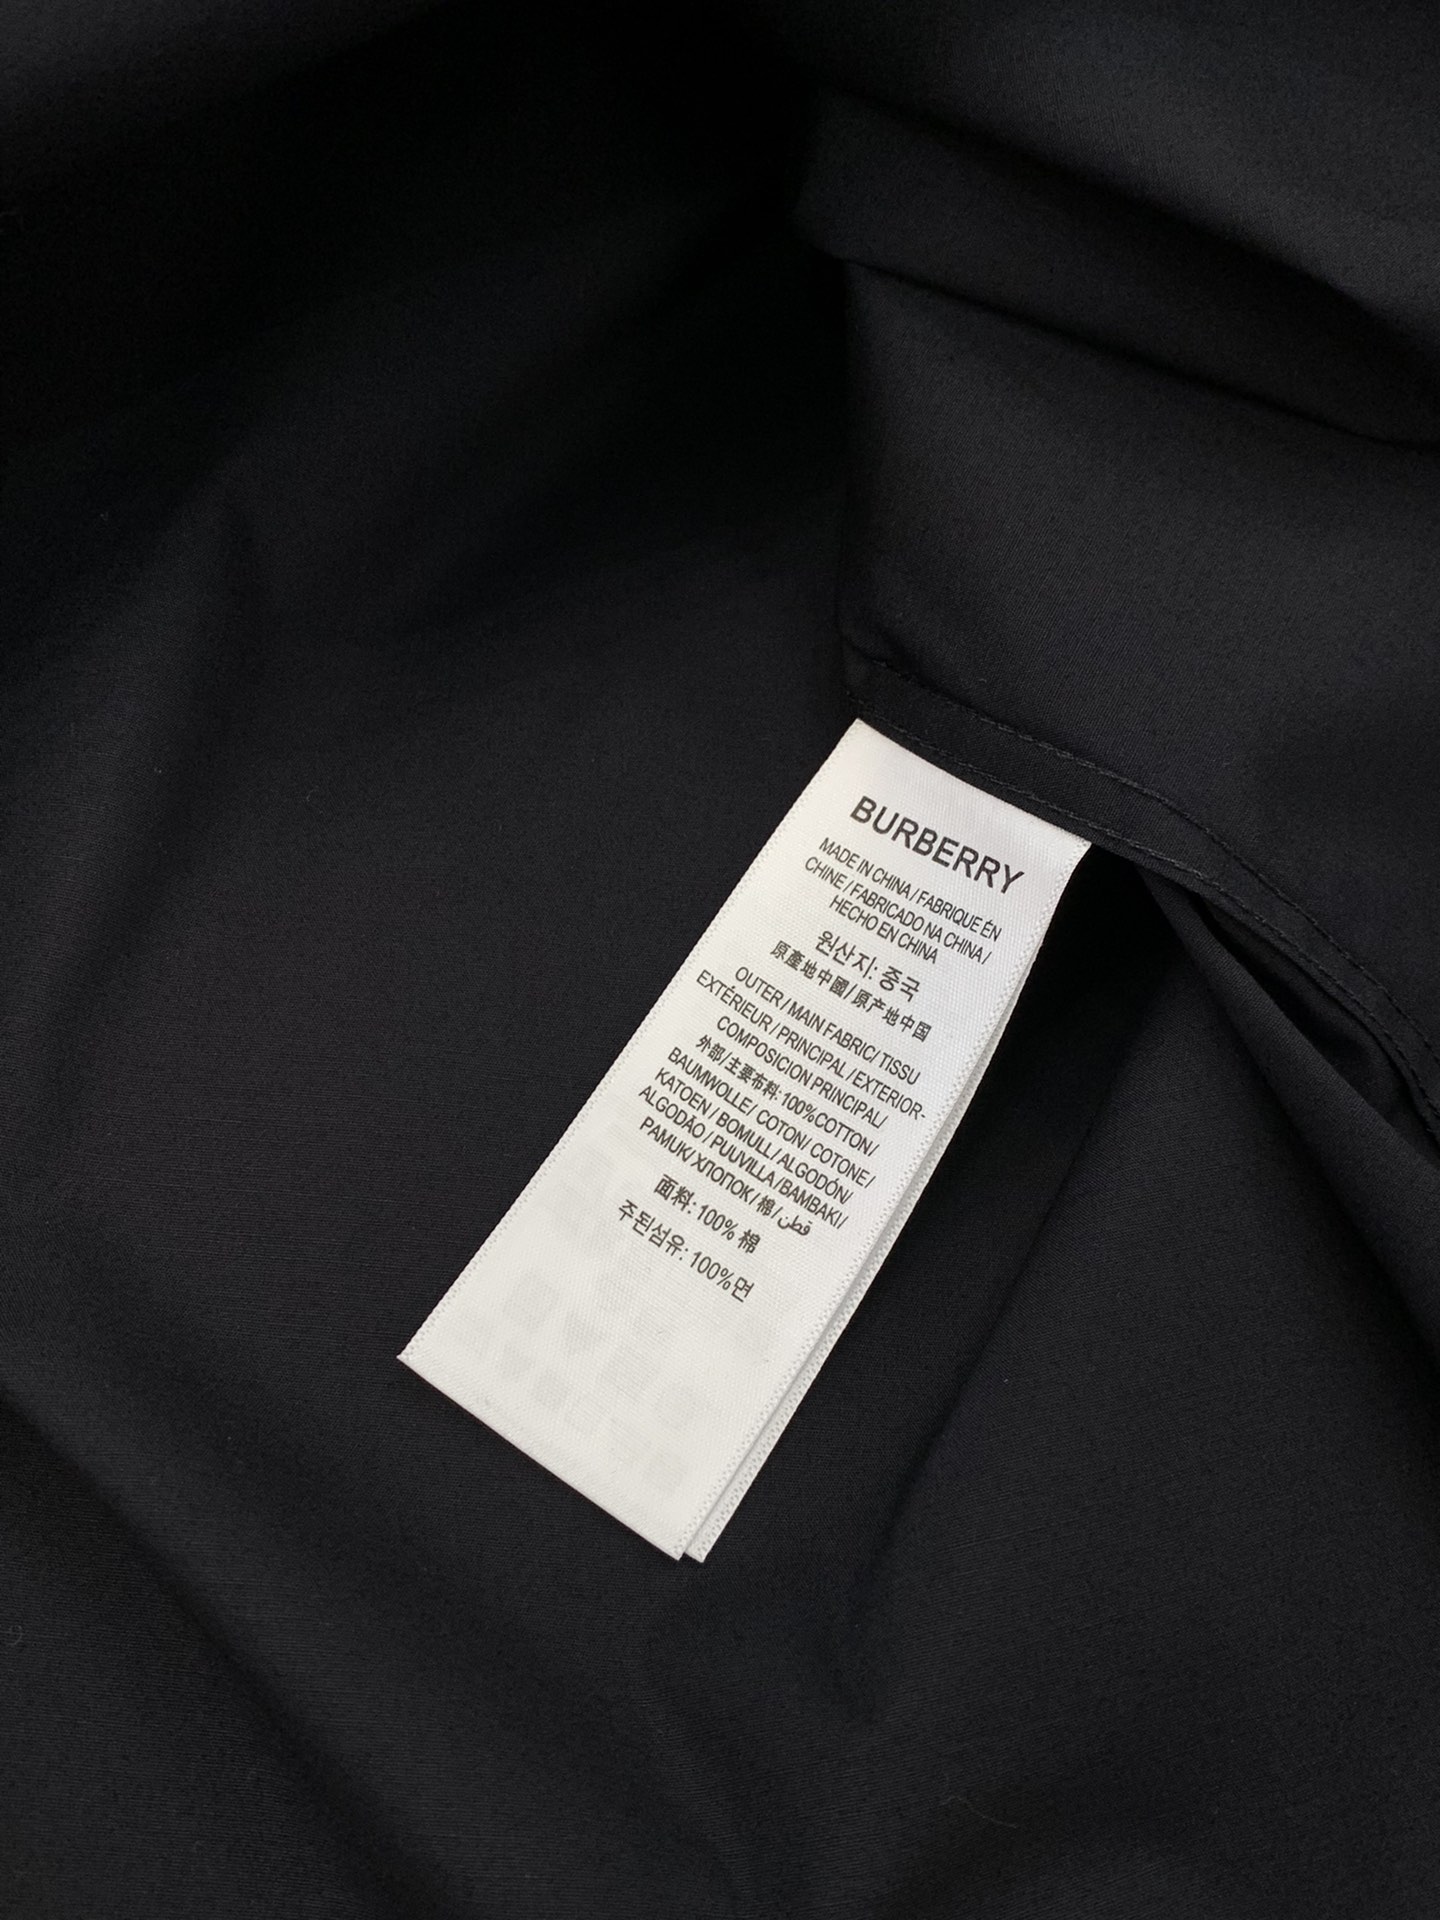 BURBERRY
MADE IN CHINA / FABRIQUE ÉN
CHINE / FABRICADO NA CHINA /
HECHO EN CHINA
원산지: 중국
原產地中國/原产地中国
OUTER / MAIN FABRIC/ TISSU
EXTÉRIEUR / PRINCIPAL / EXTERIOR-
COMPOSICION PRINCIPAL/
外部/主要布料: 100%COTTON/
BAUMWOLLE/ COTON/ COTONE/
KATOEN / BOMULL/ ALGODÓN/
ALGODÃO / PUUVILLA /BAMBAKI/
PAMUK/ ХЛОПОК / 棉 / قطن
面料: 100% 棉
주된섬유: 100%면